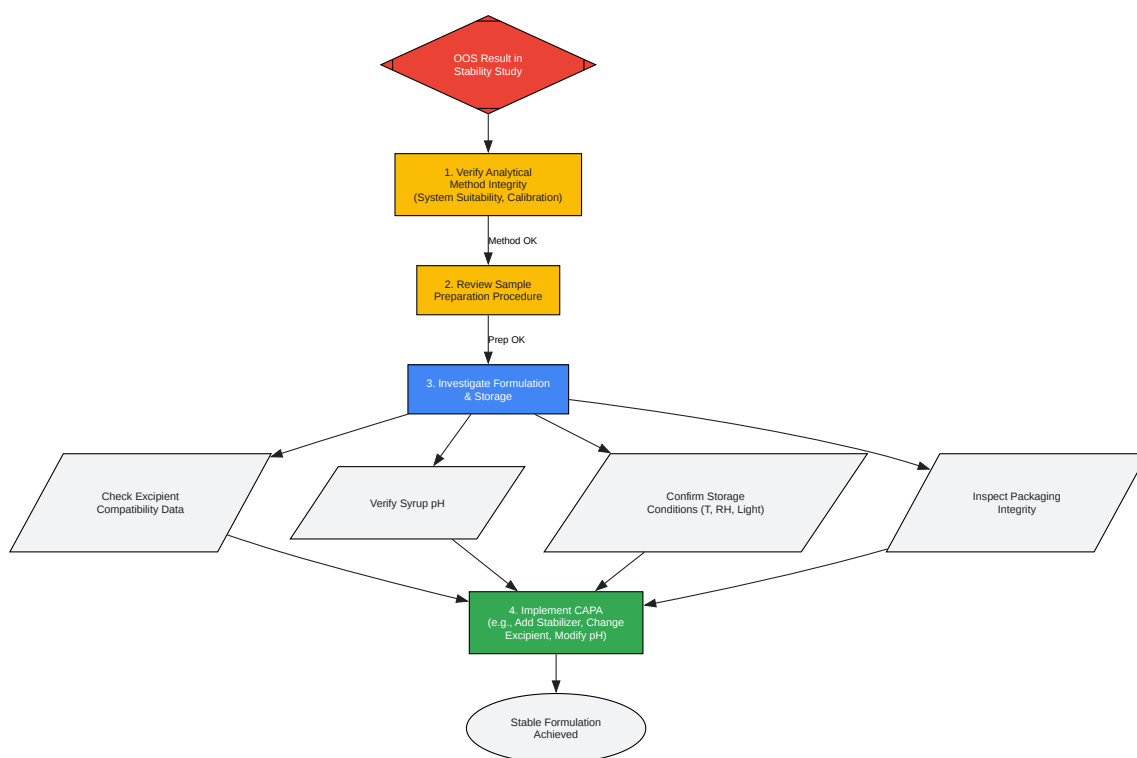 OOS Result in
Stability Study
1. Verify Analytical
Method Integrity
(System Suitability, Calibration)
Method OK
2. Review Sample
Preparation Procedure
Prep OK
3. Investigate Formulation
& Storage
Check Excipient
Compatibility Data
Verify Syrup pH
Confirm Storage
Conditions (T, RH, Light)
Inspect Packaging
Integrity
4. Implement CAPA
(e.g., Add Stabilizer, Change
Excipient, Modify pH)
Stable Formulation
Achieved